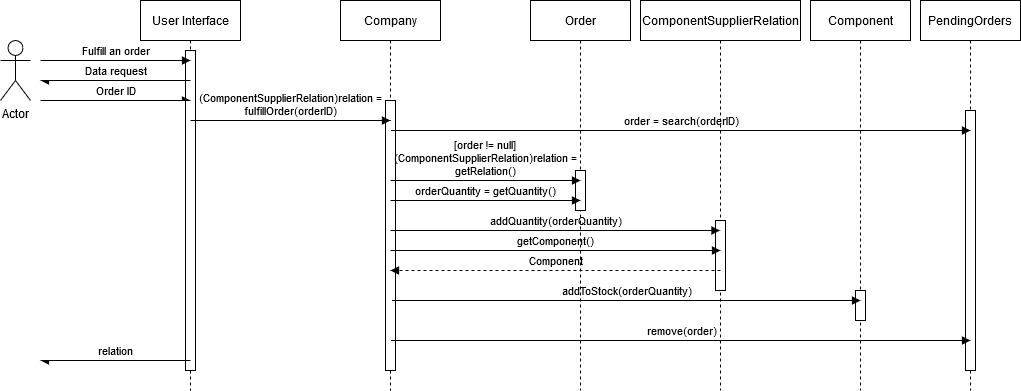 User Interface
Company
Order
ComponentSupplierRelation
Component
PendingOrders
Fulfill an order
Data request
Order ID
Actor
(ComponentSupplierRelation)relation =
fulfillOrder(orderID)
order = search(orderID)
[order != null]
(ComponentSupplierRelation)relation =
getRelation()
orderQuantity = getQuantity()
addQuantity(orderQuantity)
getComponent()
Component
addToStock(orderQuantity)
remove(order)
relation